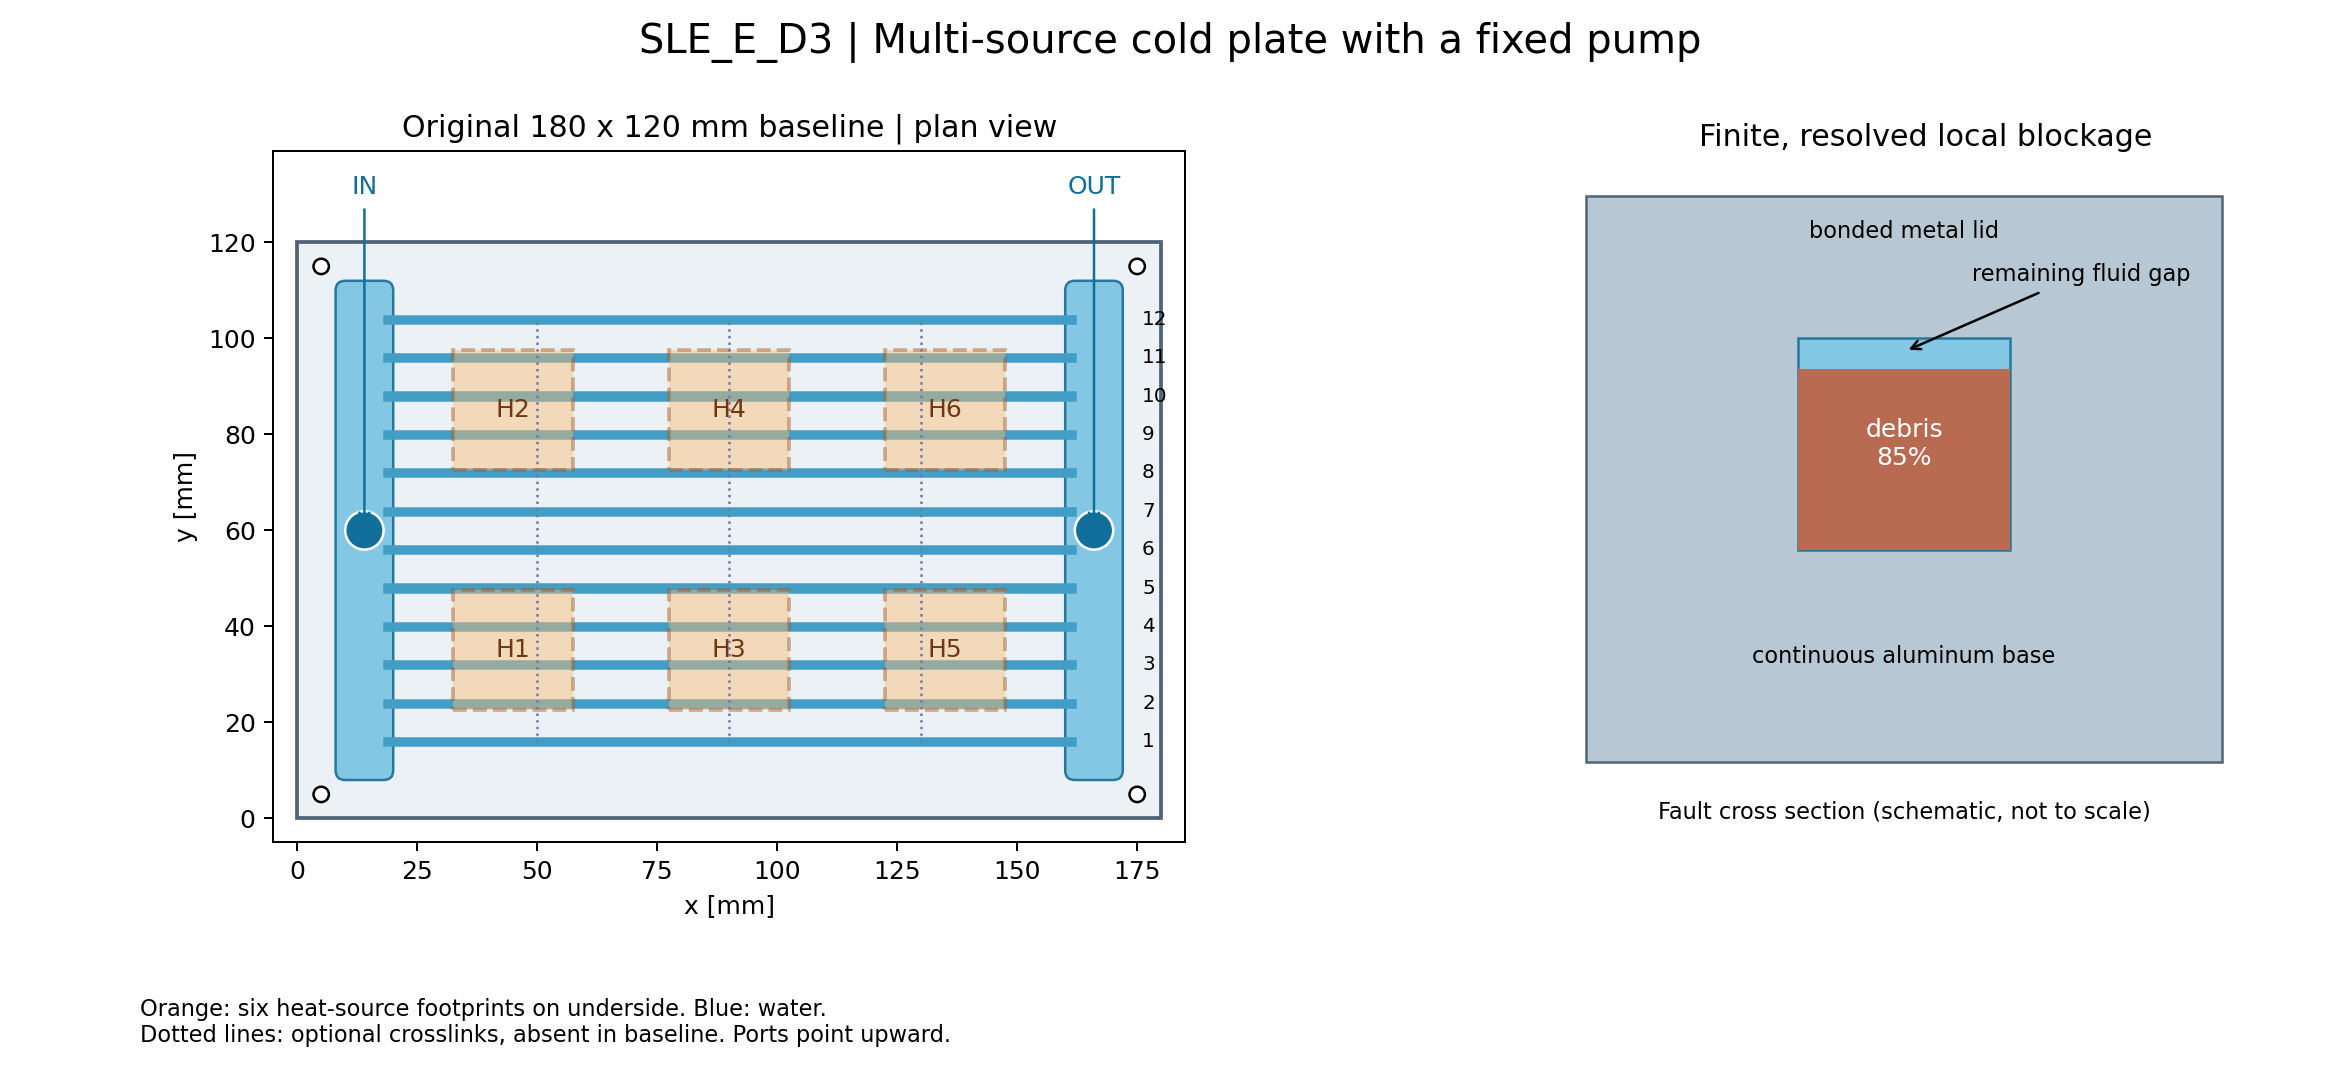 SLE_E_D3 | Multi-source cold plate with a fixed pump
Original 180 x 120 mm baseline | plan view
IN
OUT
120
100
80
60
40
20
0
y [mm]
12
11
10
9
8
7
6
5
4
3
2
1
H2
H4
H6
H1
H3
H5
0
25
50
75
100
125
150
175
x [mm]
Orange: six heat-source footprints on underside. Blue: water.
Dotted lines: optional crosslinks, absent in baseline. Ports point upward.
Finite, resolved local blockage
bonded metal lid
remaining fluid gap
debris
85%
continuous aluminum base
Fault cross section (schematic, not to scale)